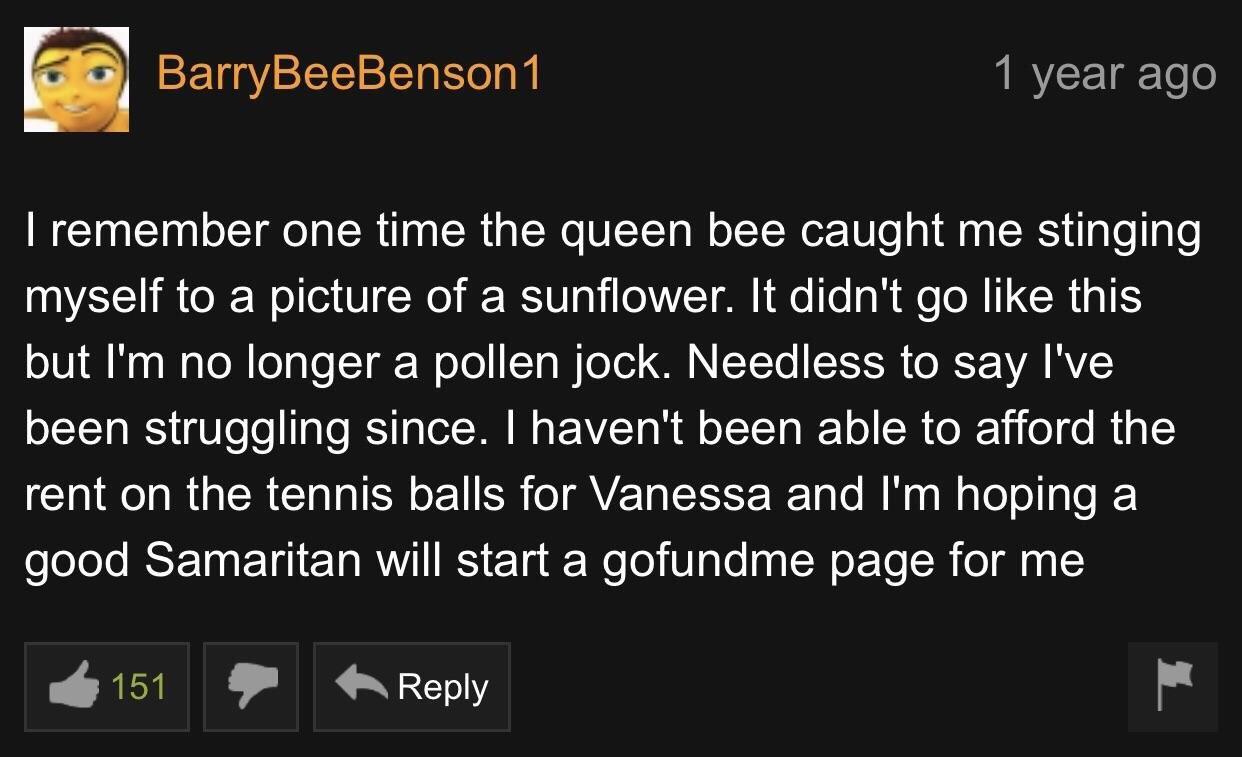 BarryBeeBenson1
1 year ago
I remember one time the queen bee caught me stinging
myself to a picture of a sunflower. It didn't go like this
but I'm no longer a pollen jock. Needless to say I've
been struggling since. I haven't been able to afford the
rent on the tennis balls for Vanessa and I'm hoping a
good Samaritan will start a gofundme page for me
151
Reply